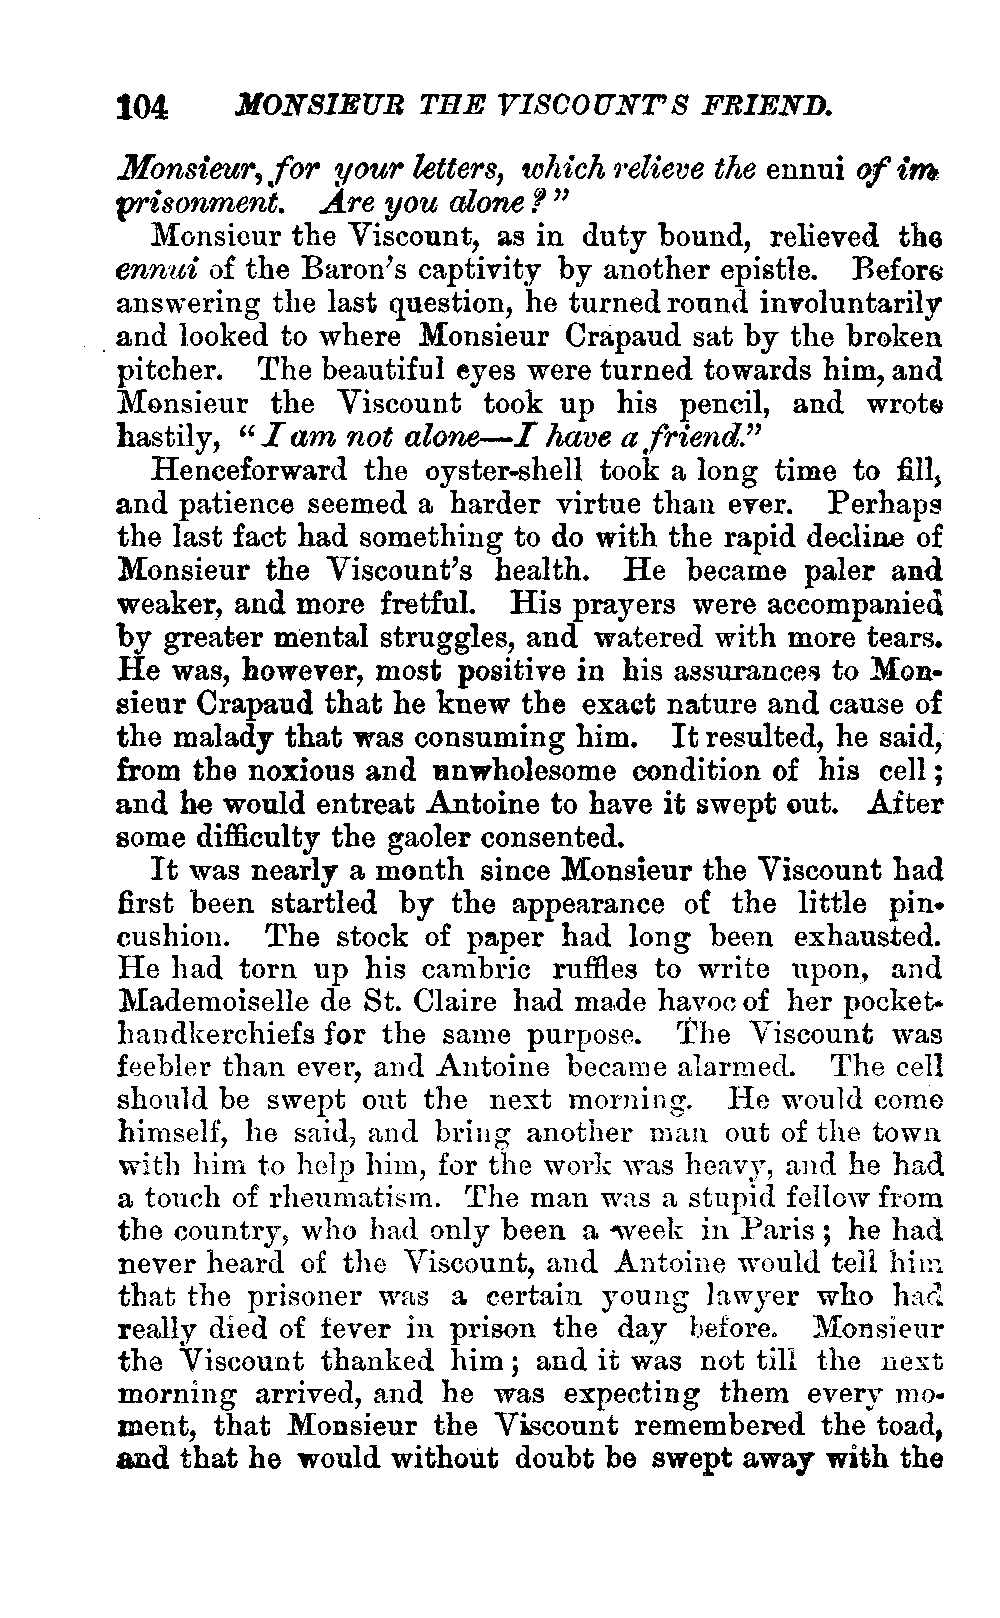 104 MONSIEUR THE VISCOUNT'S FRIEND.
Monsieur, for your letters, which relieve the ennui of im-
prisonment. Are you alone?"
Monsieur the Viscount, as in duty bound, relieved the
ennui of the Baron's captivity by another epistle. Before
answering the last question, he turned round involuntarily
and looked to where Monsieur Crapaud sat by the broken
pitcher. The beautiful eyes were turned towards him, and
Monsieur the Viscount took up his pencil, and wrote
hastily, "I am not alone—I have a friend."
Henceforward the oyster-shell took a long time to fill,
and patience seemed a harder virtue than ever. Perhaps
the last fact had something to do with the rapid decline of
Monsieur the Viscount's health. He became paler and
weaker, and more fretful. His prayers were accompanied
by greater mental struggles, and watered with more tears.
He was, however, most positive in his assurances to Mon-
sieur Crapaud that he knew the exact nature and cause of
the malady that was consuming him. It resulted, he said,
from the noxious and unwholesome condition of his cell;
and he would entreat Antoine to have it swept out. After
some difficulty the gaoler consented.
It was nearly a month since Monsieur the Viscount had
first been startled by the appearance of the little pin-
cushion. The stock of paper had long been exhausted.
He had torn up his cambric ruffles to write upon, and
Mademoiselle de St. Claire had made havoc of her pocket-
handkerchiefs for the same purpose. The Viscount was
feebler than ever, and Antoine became alarmed. The cell
should be swept out the next morning. He would come
himself, he said, and bring another man out of the town
with him to help him, for the work was heavy, and he had
a touch of rheumatism. The man was a stupid fellow from
the country, who had only been a week in Paris; he had
never heard of the Viscount, and Antoine would tell him
that the prisoner was a certain young lawyer who had
really died of fever in prison the day before. Monsieur
the Viscount thanked him; and it was not till the next
morning arrived, and he was expecting them every mo-
ment, that Monsieur the Viscount remembered the toad,
and that he would without doubt be swept away with the